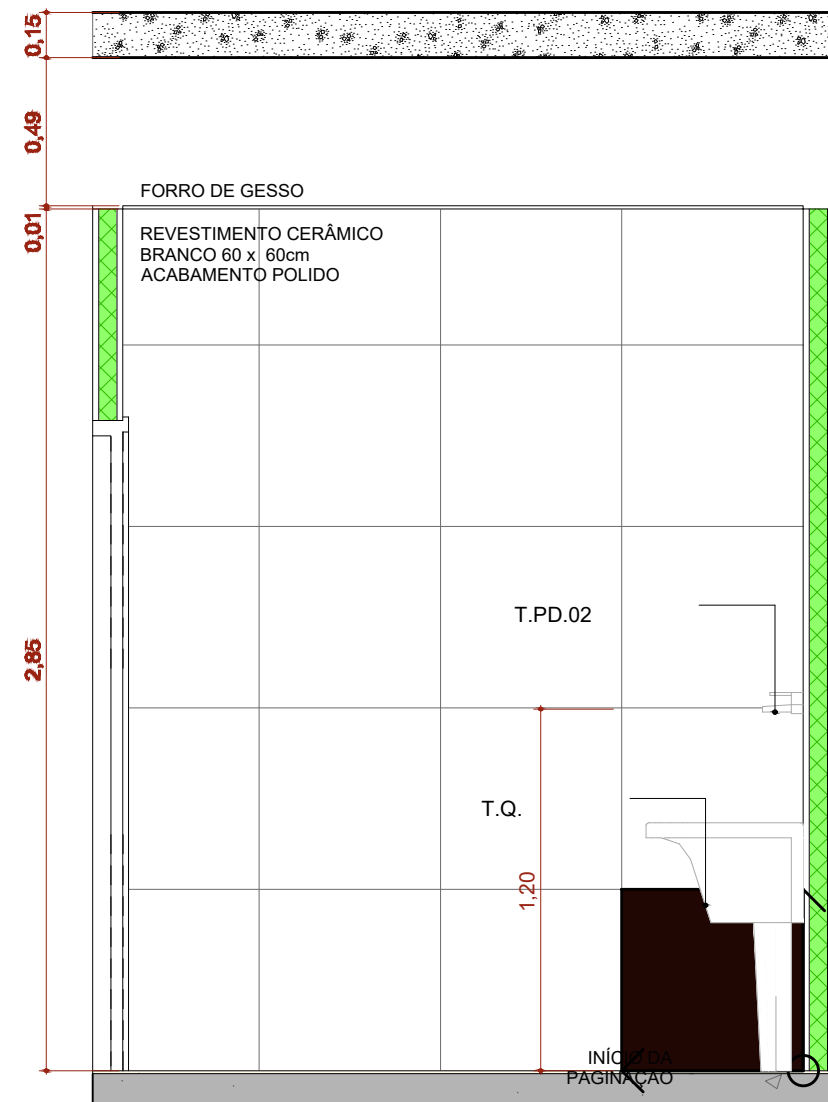 0,15
0,49
FORRO DE GESSO
0,01
REVESTIMENTO CERÂMICO
BRANCO 60 x 60cm
ACABAMENTO POLIDO
T.PD.02
2,85
T.Q.
1,20
INÍCIO DA
PAGINAÇÃO